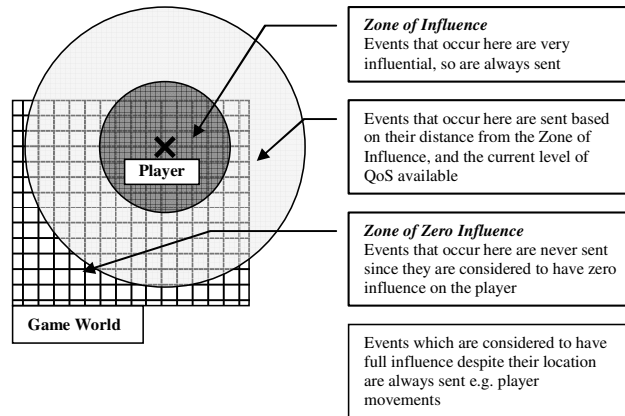 Zone of Influence
Events that occur here are very
influential, so are always sent
Events that occur here are sent based
on their distance from the Zone of
Influence, and the current level of
QoS available
Player
Zone of Zero Influence
Events that occur here are never sent
since they are considered to have zero
influence on the player
Game World
Events which are considered to have
full influence despite their location
are always sent e.g. player
movements